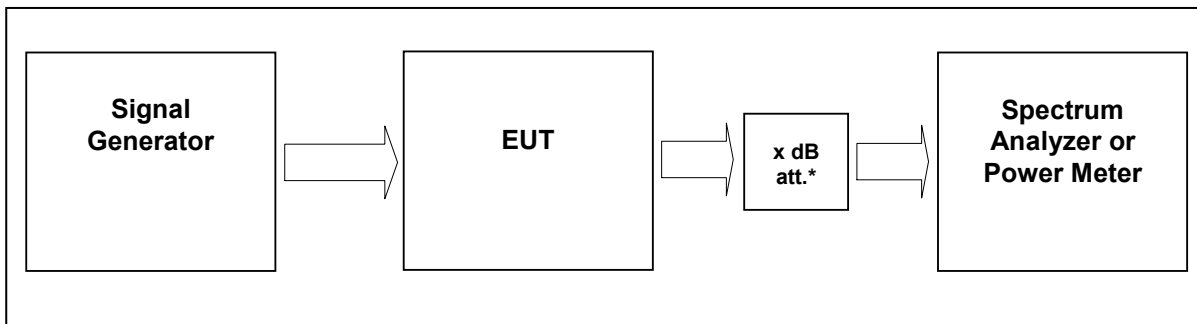 Signal
Generator
EUT
x dB
att.*
Spectrum
Analyzer or
Power Meter